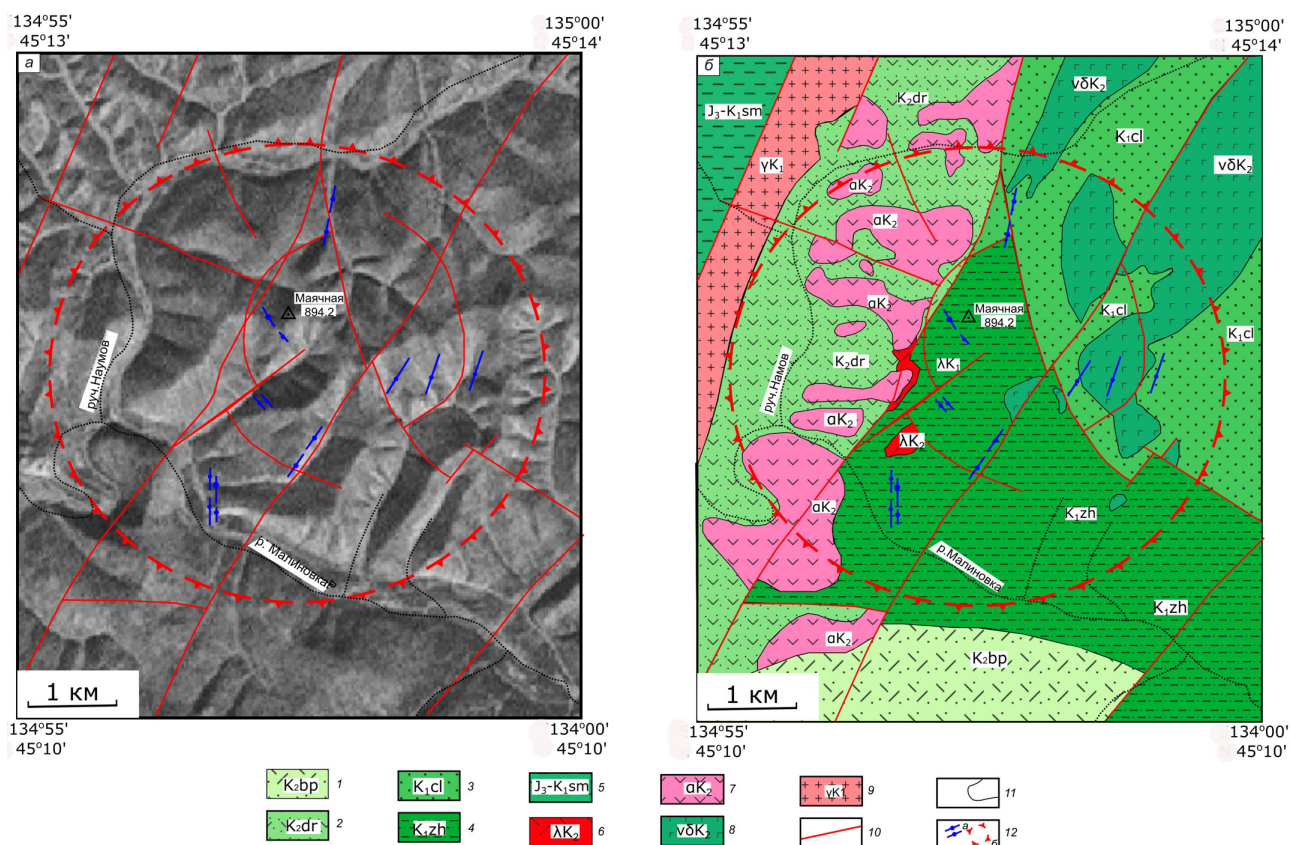 134°55'
45°13'
135°00'
45°14'
а
Маячная
894,2
руч.Наумов
р. Малиновка
1 км
134°55'
45°10'
134°00'
45°10'
134°55'
45°13'
135°00'
45°14'
б
J₃-K₁sm
γK₁
K₂dr
νδK₂
K₁cl
νδK₂
αK₂
αK₂
Маячная
894,2
K₁cl
K₁cl
αK₂
руч.Намов
K₂dr
λK₁
αK₂
λK₂
αK₂
K₁zh
р.Малиновка
K₁zh
αK₂
K₂bp
1 км
134°55'
45°10'
134°00'
45°10'
K₂bp 1
K₁cl 3
J₃-K₁sm 5
αK₂ 7
γK1 9
11
K₂dr 2
K₁zh 4
λK₂ 6
νδK₂ 8
10
а б 12